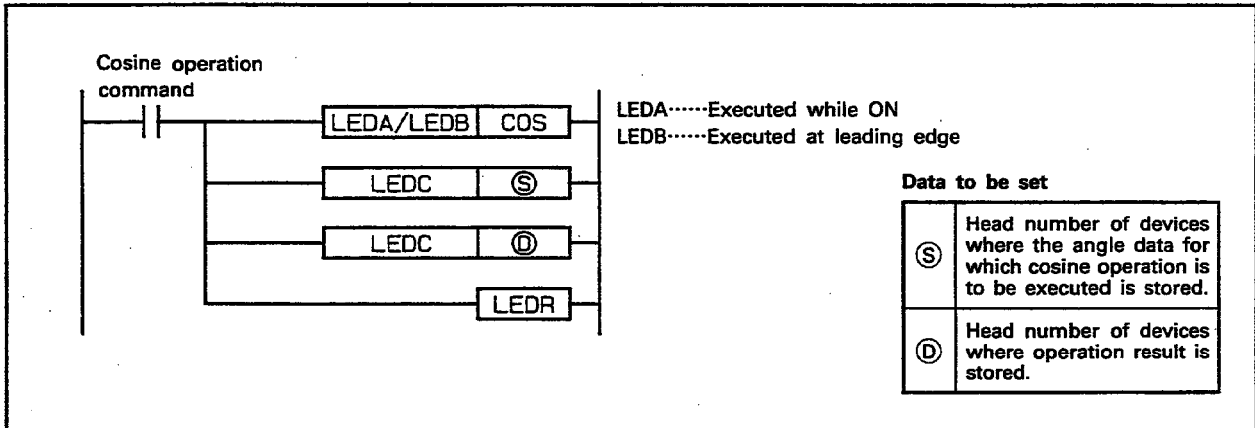 Cosine operation
command
LEDA/LEDB COS
LEDC Ⓢ
LEDC Ⓓ
LEDR
LEDA······Executed while ON
LEDB······Executed at leading edge
Data to be set
Ⓢ Head number of devices
where the angle data for
which cosine operation is
to be executed is stored.
Ⓓ Head number of devices
where operation result is
stored.